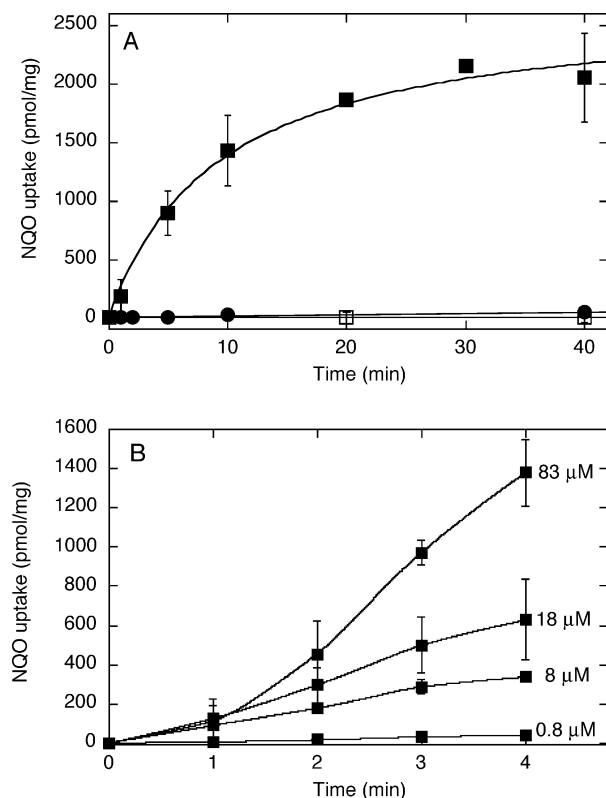 A
NQO uptake (pmol/mg)
2500
2000
1500
1000
500
0
0 10 20 30 40
Time (min)
B
NQO uptake (pmol/mg)
1600
1400
1200
1000
800
600
400
200
0
83 μM
18 μM
8 μM
0.8 μM
0 1 2 3 4
Time (min)